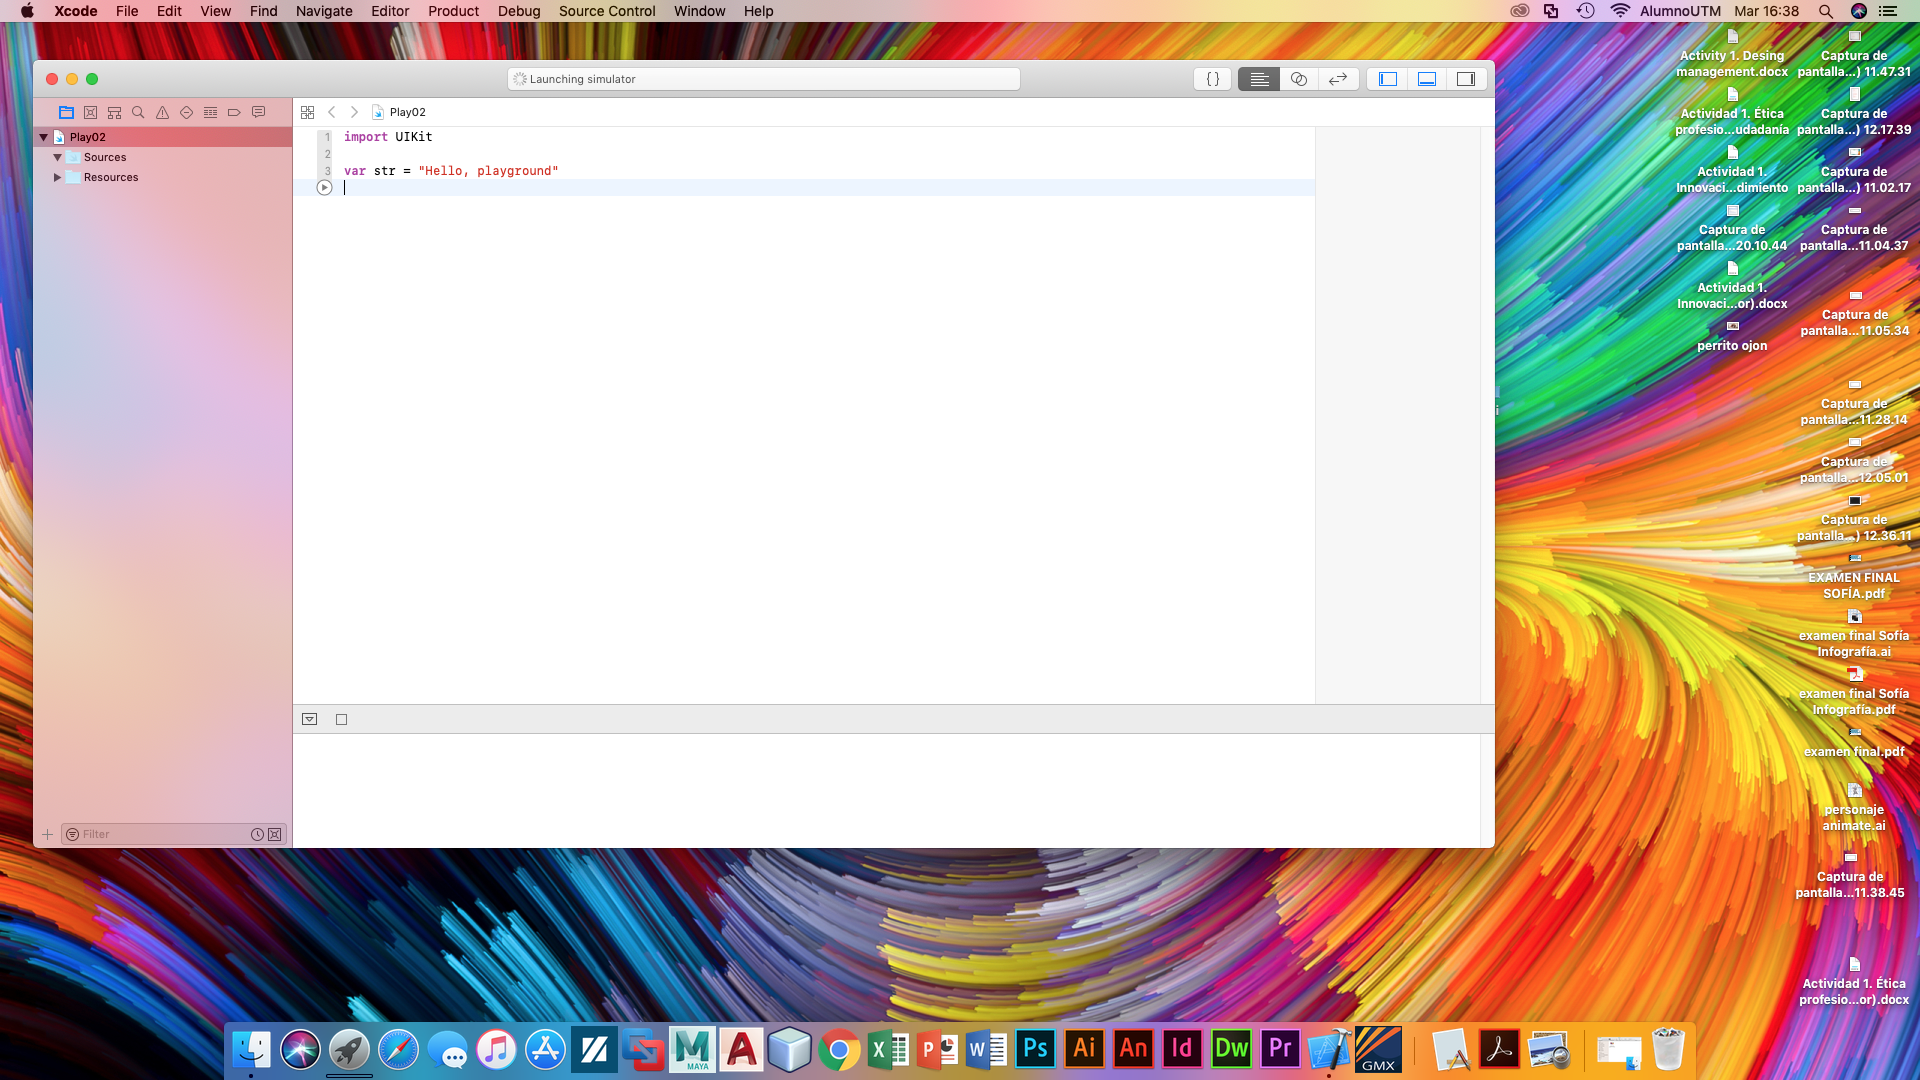 Xcode File Edit View Find Navigate Editor Product Debug Source Control Window Help
AlumnoUTM Mar 16:38
Launching simulator
{ }
Play02
Play02
Sources
Resources
1 import UIKit
2
3 var str = "Hello, playground"
Filter
Activity 1. Desing
management.docx
Actividad 1. Ética
profesio...udadanía
Actividad 1.
Innovaci...dimiento
Captura de
pantalla...20.10.44
Actividad 1.
Innovaci...or).docx
perrito ojon
Captura de
pantalla...) 11.47.31
Captura de
pantalla...) 12.17.39
Captura de
pantalla...) 11.02.17
Captura de
pantalla...11.04.37
Captura de
pantalla...11.05.34
i
Captura de
pantalla...11.28.14
Captura de
pantalla...12.05.01
Captura de
pantalla...) 12.36.11
EXAMEN FINAL
SOFÍA.pdf
examen final Sofía
Infografía.ai
examen final Sofía
Infografía.pdf
examen final.pdf
personaje
animate.ai
Captura de
pantalla...11.38.45
Actividad 1. Ética
profesio...or).docx
M MAYA A X P W Ps Ai An Id Dw Pr GMX